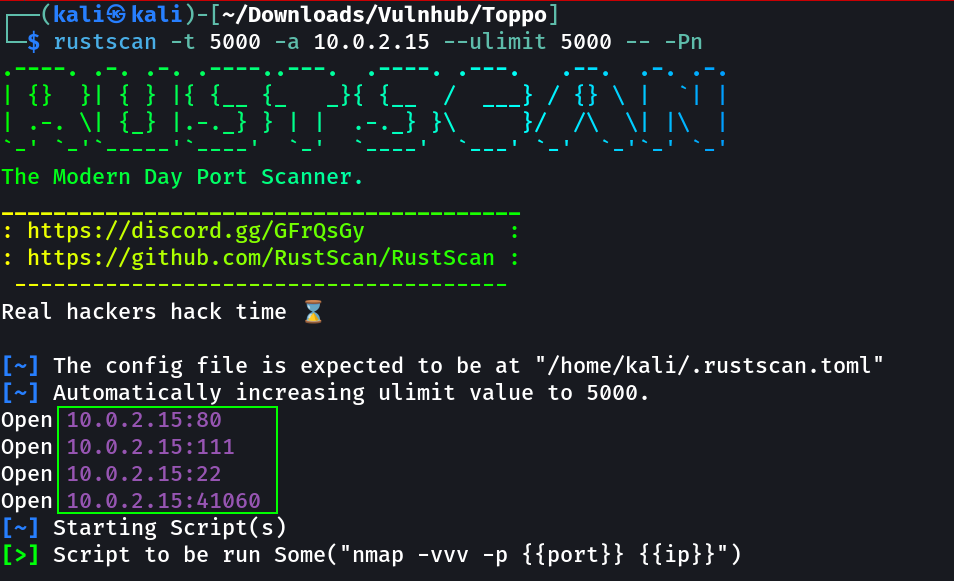 ┌──(kali㉿kali)-[~/Downloads/Vulnhub/Toppo]
└─$ rustscan -t 5000 -a 10.0.2.15 --ulimit 5000 -- -Pn
.----. .-. .-. .----..---.  .----. .---.   .--.  .-. .-.
| {}  }| { } |{ {__ {_   _}{ {__  /  ___} / {} \ |  `| |
| .-. \| {_} |.-._} } | |  .-._} }\     }/  /\  \| |\  |
`-' `-'`-----'`----'  `-'  `----'  `---' `-'  `-'`-' `-'
The Modern Day Port Scanner.
________________________________________
: https://discord.gg/GFrQsGy           :
: https://github.com/RustScan/RustScan :
 --------------------------------------
Real hackers hack time ⌛
[~] The config file is expected to be at "/home/kali/.rustscan.toml"
[~] Automatically increasing ulimit value to 5000.
Open 10.0.2.15:80
Open 10.0.2.15:111
Open 10.0.2.15:22
Open 10.0.2.15:41060
[~] Starting Script(s)
[>] Script to be run Some("nmap -vvv -p {{port}} {{ip}}")